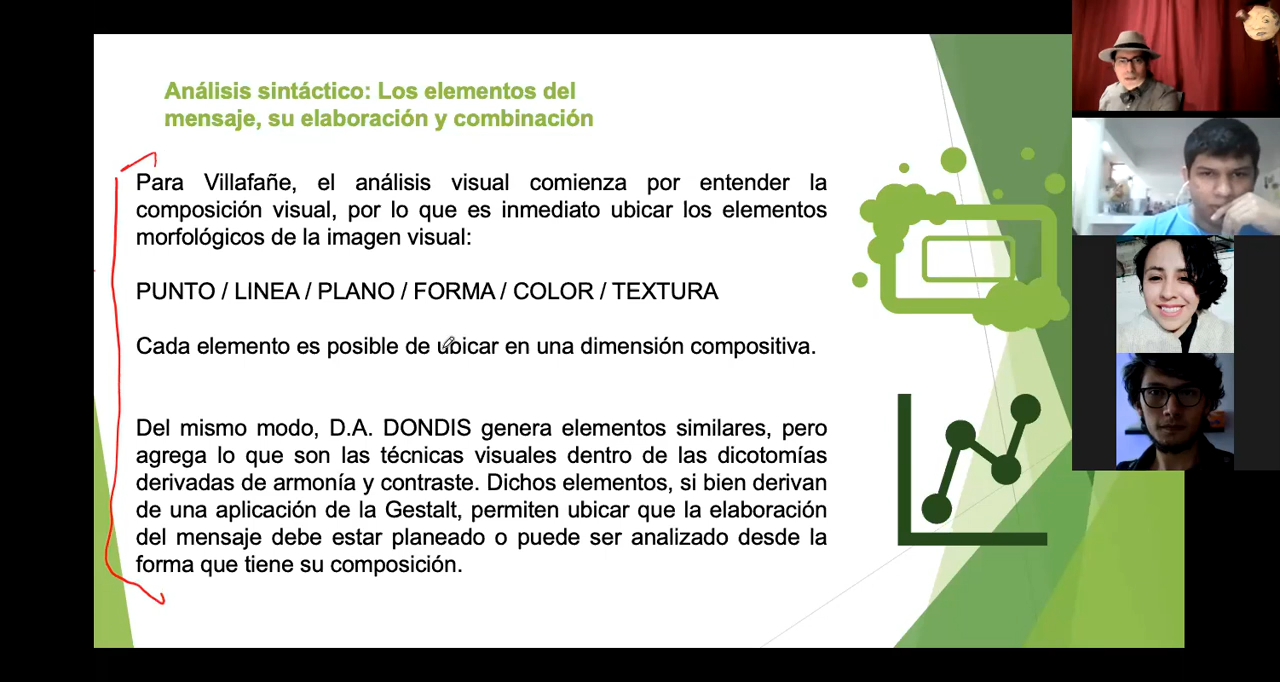 Análisis sintáctico: Los elementos del
mensaje, su elaboración y combinación
Para Villafañe, el análisis visual comienza por entender la
composición visual, por lo que es inmediato ubicar los elementos
morfológicos de la imagen visual:
PUNTO / LINEA / PLANO / FORMA / COLOR / TEXTURA
Cada elemento es posible de ubicar en una dimensión compositiva.
Del mismo modo, D.A. DONDIS genera elementos similares, pero
agrega lo que son las técnicas visuales dentro de las dicotomías
derivadas de armonía y contraste. Dichos elementos, si bien derivan
de una aplicación de la Gestalt, permiten ubicar que la elaboración
del mensaje debe estar planeado o puede ser analizado desde la
forma que tiene su composición.